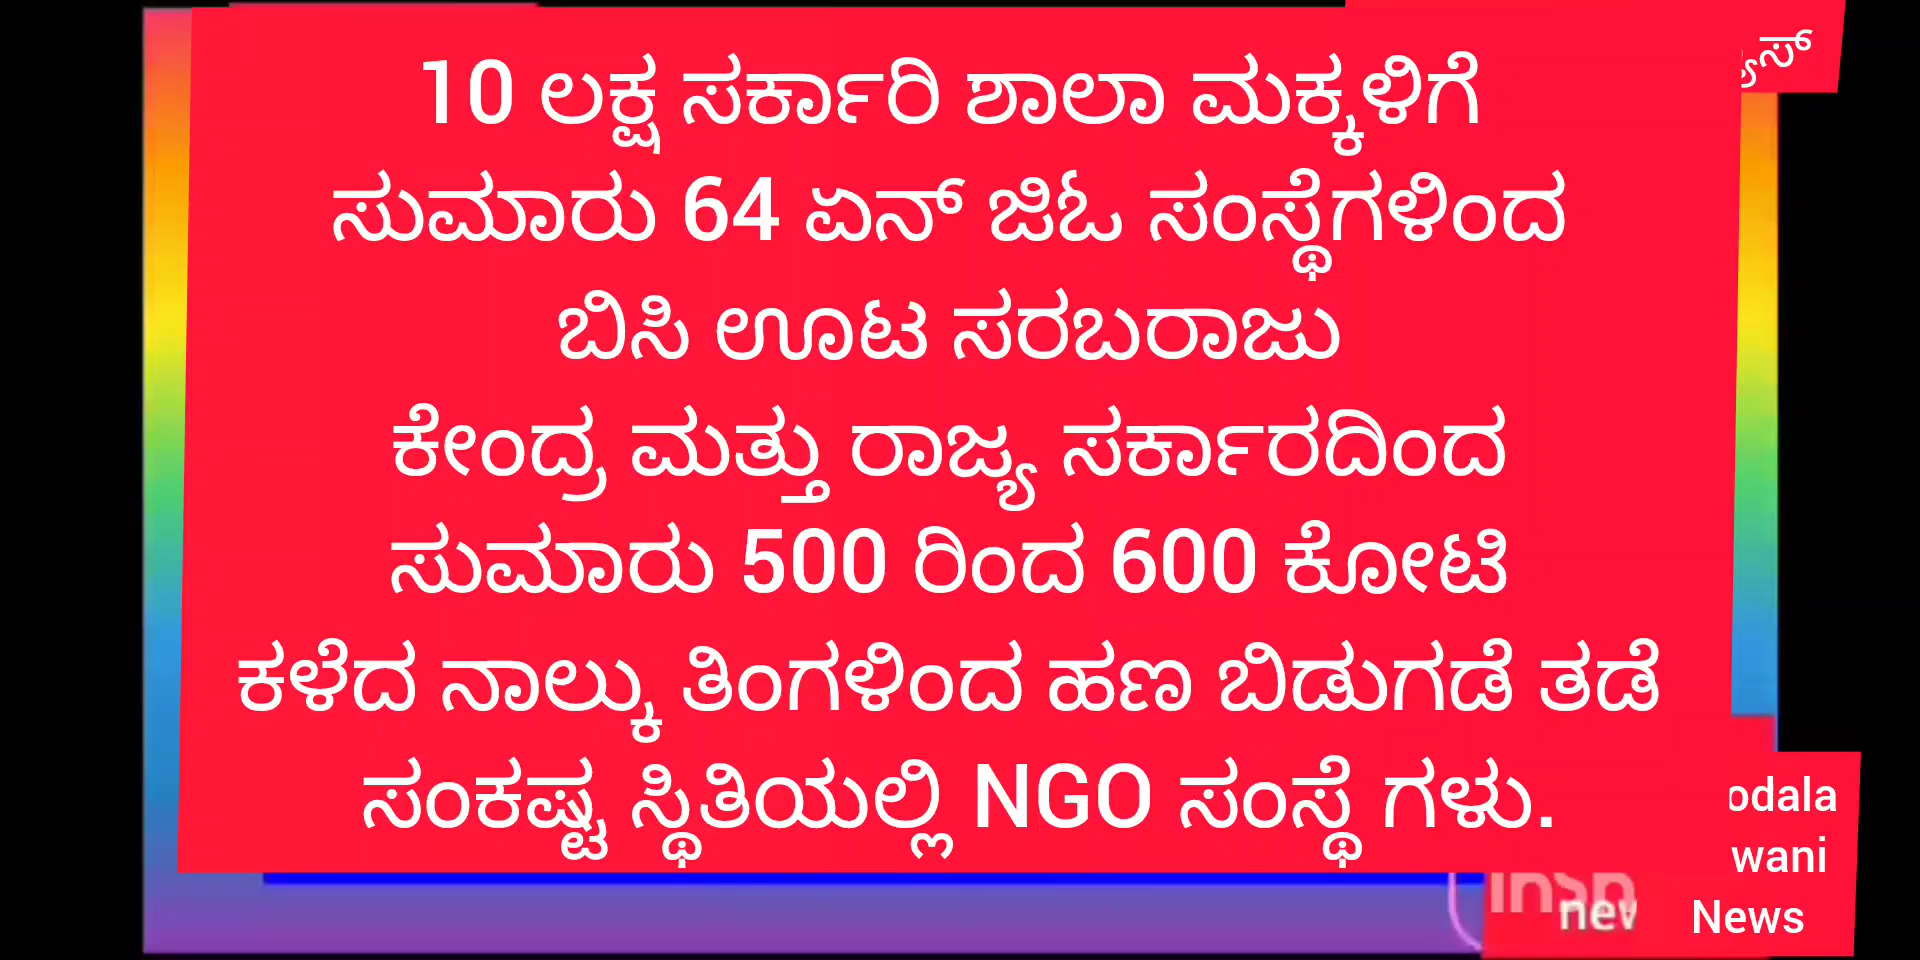 10 ಲಕ್ಷ ಸರ್ಕಾರಿ ಶಾಲಾ ಮಕ್ಕಳಿಗೆ
ಸುಮಾರು 64 ಏನ್ ಜಿಓ ಸಂಸ್ಥೆಗಳಿಂದ
ಬಿಸಿ ಊಟ ಸರಬರಾಜು
ಕೇಂದ್ರ ಮತ್ತು ರಾಜ್ಯ ಸರ್ಕಾರದಿಂದ
ಸುಮಾರು 500 ರಿಂದ 600 ಕೋಟಿ
ಕಳೆದ ನಾಲ್ಕು ತಿಂಗಳಿಂದ ಹಣ ಬಿಡುಗಡೆ ತಡೆ
ಸಂಕಷ್ಟ ಸ್ಥಿತಿಯಲ್ಲಿ NGO ಸಂಸ್ಥೆ ಗಳು.
odala
wani
News